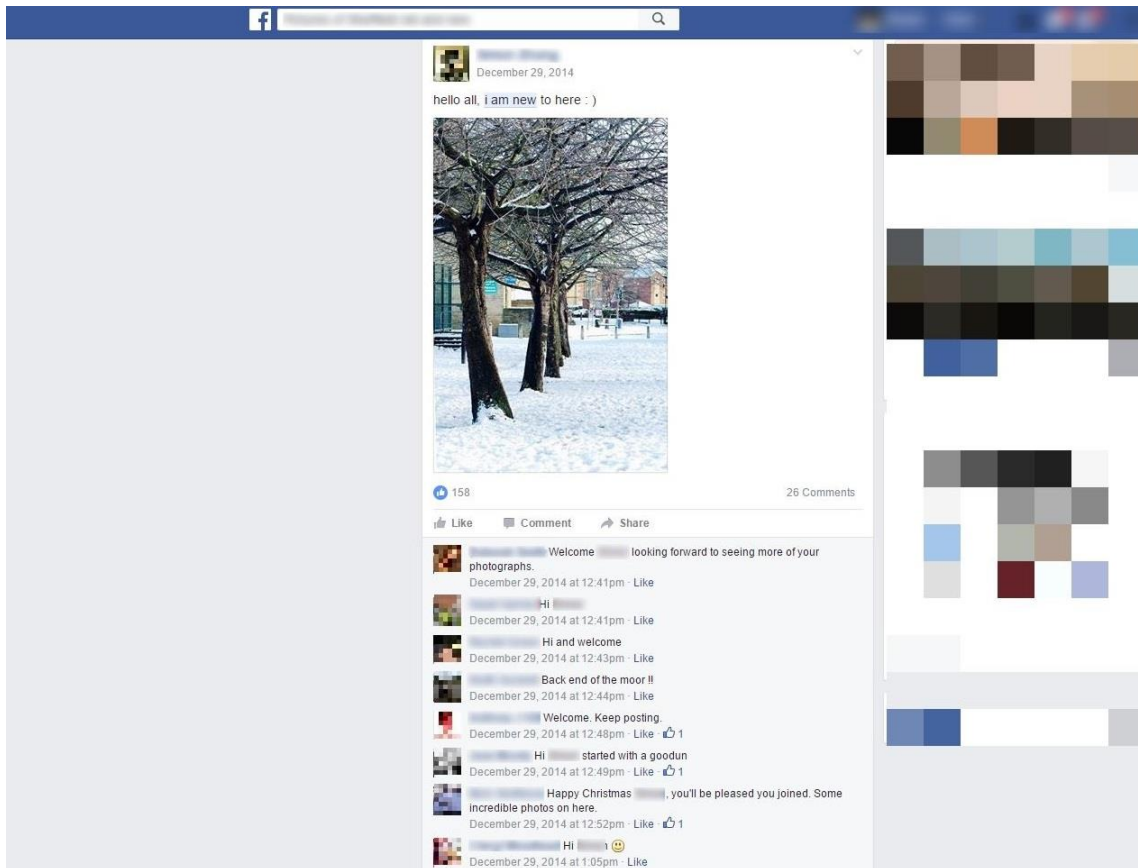 f
December 29, 2014
hello all, i am new to here : )
158
26 Comments
Like Comment Share
Welcome looking forward to seeing more of your
photographs.
December 29, 2014 at 12:41pm · Like
Hi
December 29, 2014 at 12:41pm · Like
Hi and welcome
December 29, 2014 at 12:43pm · Like
Back end of the moor !!
December 29, 2014 at 12:44pm · Like
Welcome. Keep posting.
December 29, 2014 at 12:48pm · Like · 1
Hi started with a goodun
December 29, 2014 at 12:49pm · Like · 1
Happy Christmas , you'll be pleased you joined. Some
incredible photos on here.
December 29, 2014 at 12:52pm · Like · 1
Hi
December 29, 2014 at 1:05pm · Like